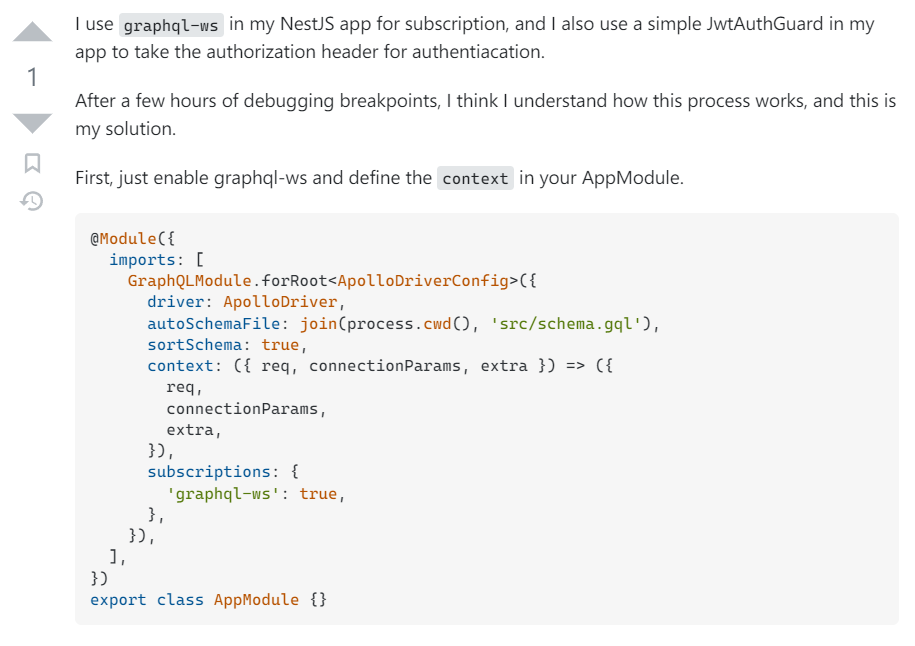 I use graphql-ws in my NestJS app for subscription, and I also use a simple JwtAuthGuard in my
app to take the authorization header for authentiacation.
1
After a few hours of debugging breakpoints, I think I understand how this process works, and this is
my solution.
First, just enable graphql-ws and define the context in your AppModule.
@Module({
  imports: [
    GraphQLModule.forRoot<ApolloDriverConfig>({
      driver: ApolloDriver,
      autoSchemaFile: join(process.cwd(), 'src/schema.gql'),
      sortSchema: true,
      context: ({ req, connectionParams, extra }) => ({
        req,
        connectionParams,
        extra,
      }),
      subscriptions: {
        'graphql-ws': true,
      },
    }),
  ],
})
export class AppModule {}